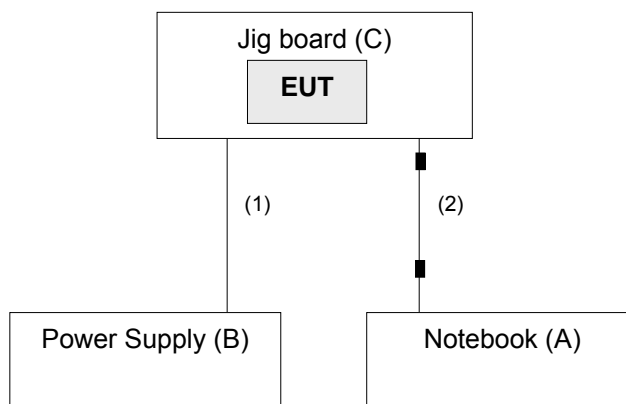 Jig board (C)
EUT
(1)
(2)
Power Supply (B)
Notebook (A)